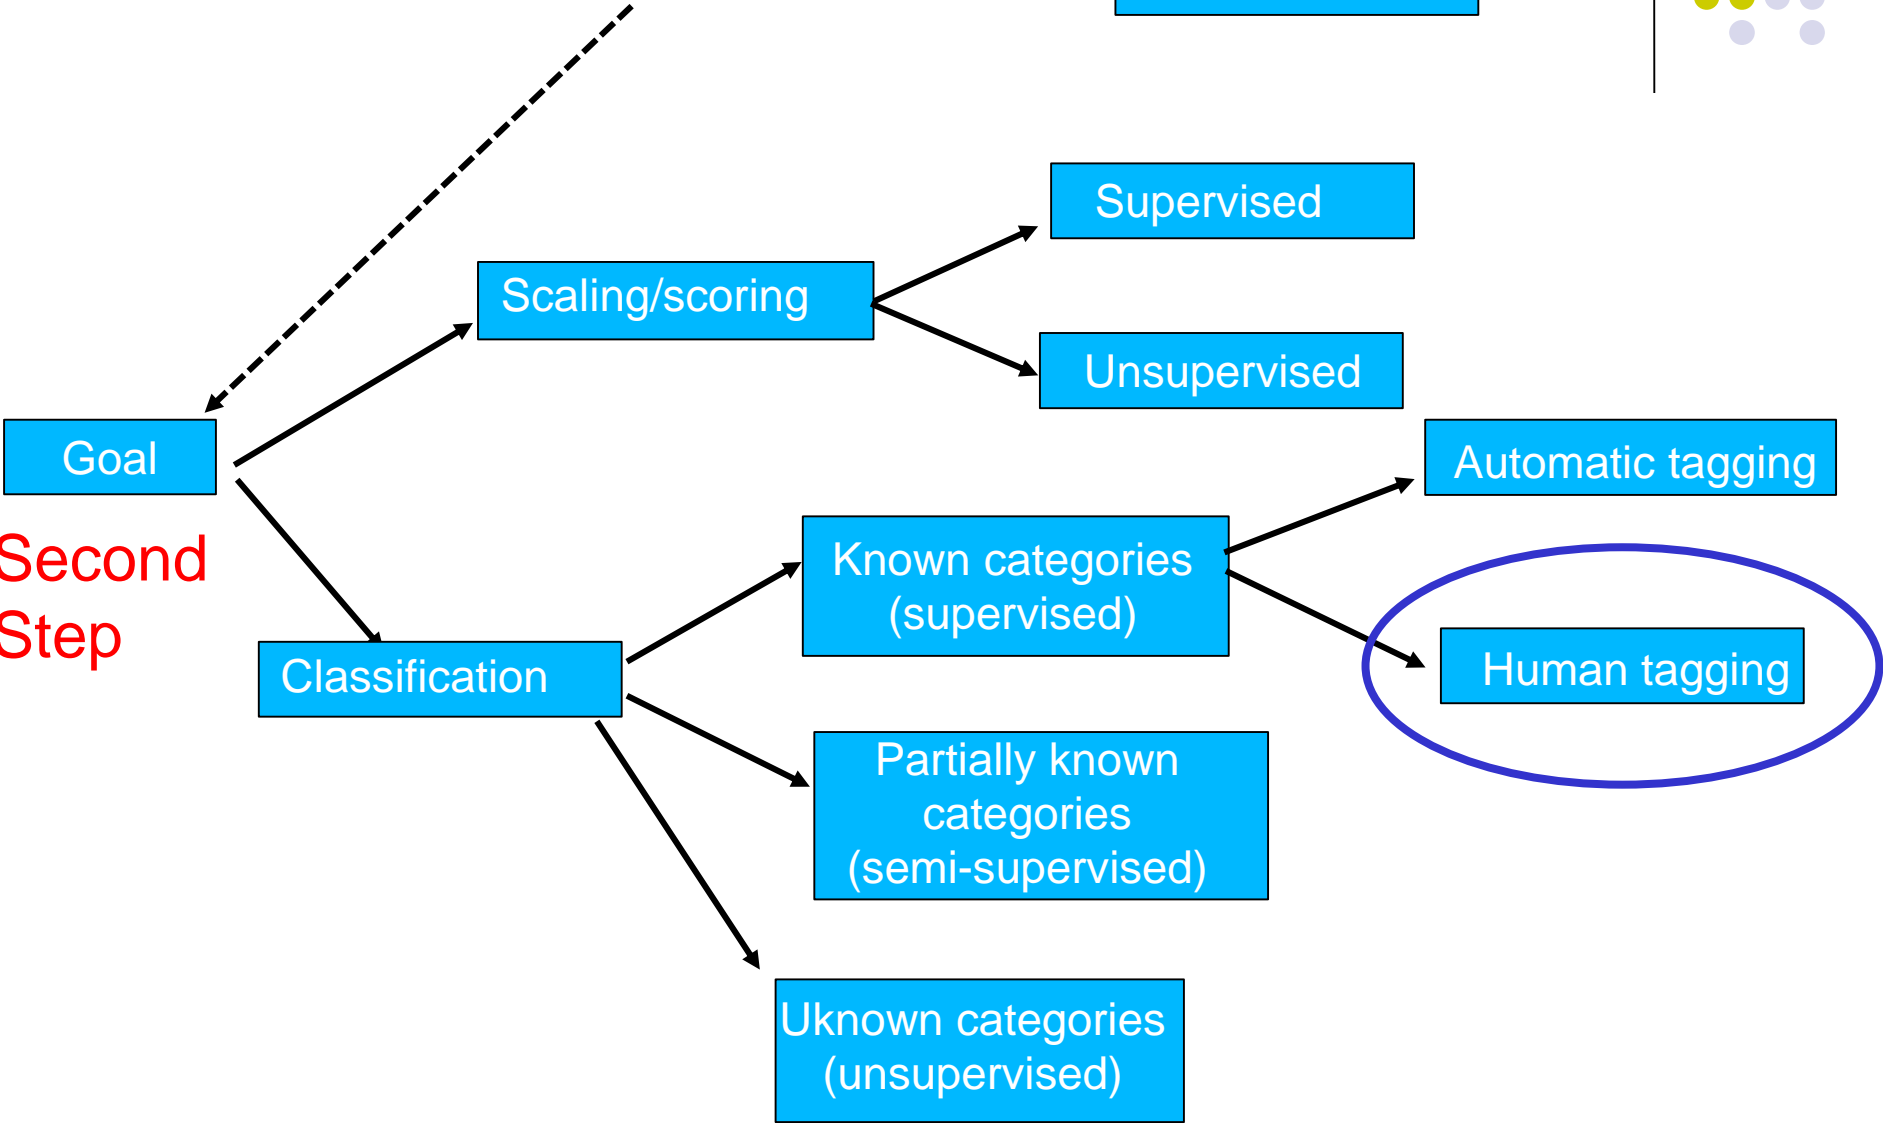 Supervised
Scaling/scoring
Unsupervised
Goal
Automatic tagging
Second
Step
Known categories
(supervised)
Human tagging
Classification
Partially known
categories
(semi-supervised)
Uknown categories
(unsupervised)